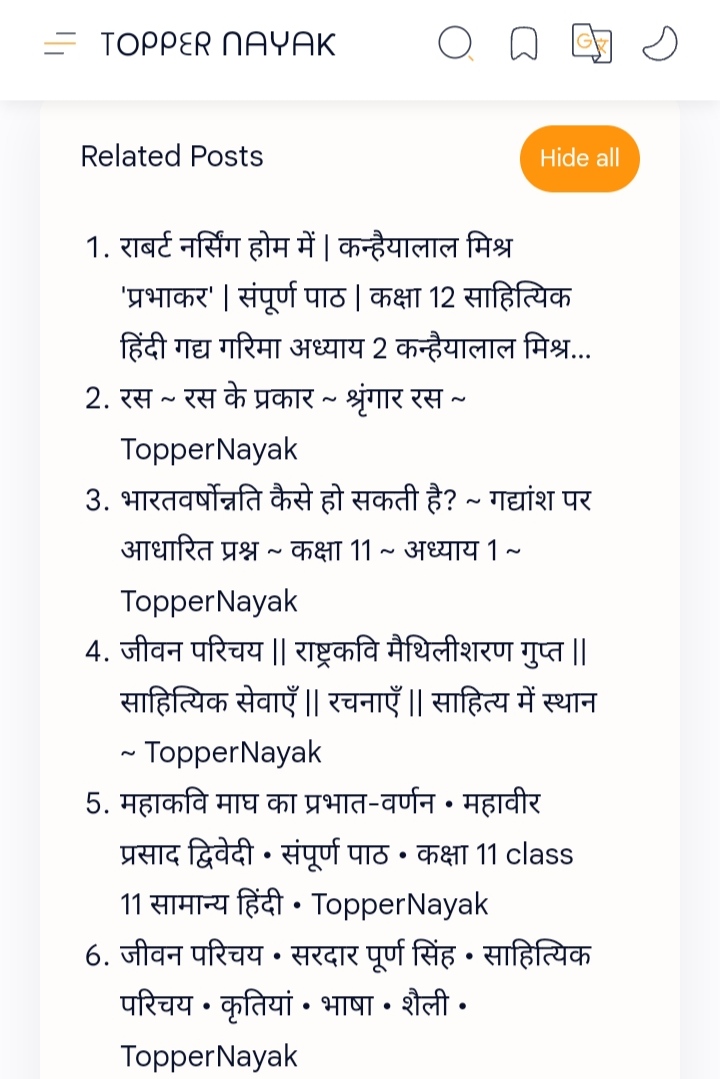 TOPPER NAYAK
Related Posts
Hide all
1. राबर्ट नर्सिंग होम में | कन्हैयालाल मिश्र
'प्रभाकर' | संपूर्ण पाठ | कक्षा 12 साहित्यिक
हिंदी गद्य गरिमा अध्याय 2 कन्हैयालाल मिश्र...
2. रस ~ रस के प्रकार ~ श्रृंगार रस ~
TopperNayak
3. भारतवर्षोन्नति कैसे हो सकती है? ~ गद्यांश पर
आधारित प्रश्न ~ कक्षा 11 ~ अध्याय 1 ~
TopperNayak
4. जीवन परिचय || राष्ट्रकवि मैथिलीशरण गुप्त ||
साहित्यिक सेवाएँ || रचनाएँ || साहित्य में स्थान
~ TopperNayak
5. महाकवि माघ का प्रभात-वर्णन • महावीर
प्रसाद द्विवेदी • संपूर्ण पाठ • कक्षा 11 class
11 सामान्य हिंदी • TopperNayak
6. जीवन परिचय • सरदार पूर्ण सिंह • साहित्यिक
परिचय • कृतियां • भाषा • शैली •
TopperNayak